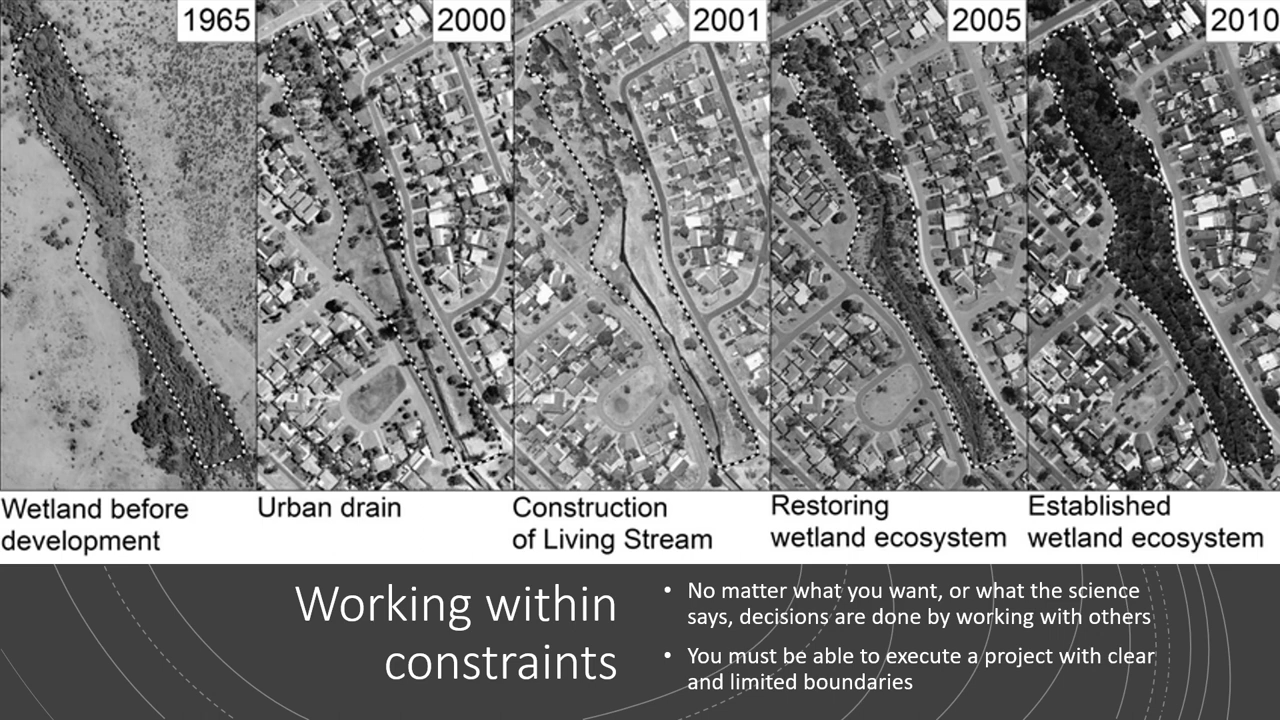 1965
2000
2001
2005
2010
Wetland before
development
Urban drain
Construction
of Living Stream
Restoring
wetland ecosystem
Established
wetland ecosystem
Working within
constraints
• No matter what you want, or what the science
says, decisions are done by working with others
• You must be able to execute a project with clear
and limited boundaries